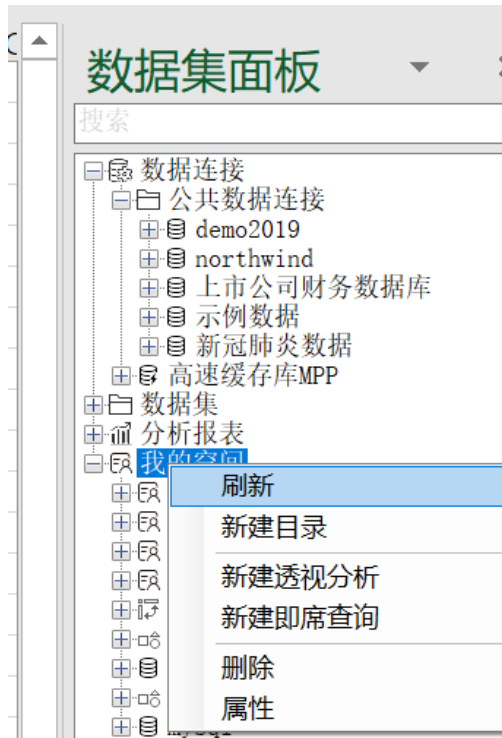 数据集面板
搜索
数据连接
公共数据连接
demo2019
northwind
上市公司财务数据库
示例数据
新冠肺炎数据
高速缓存库MPP
数据集
分析报表
我的空间
刷新
新建目录
新建透视分析
新建即席查询
删除
属性